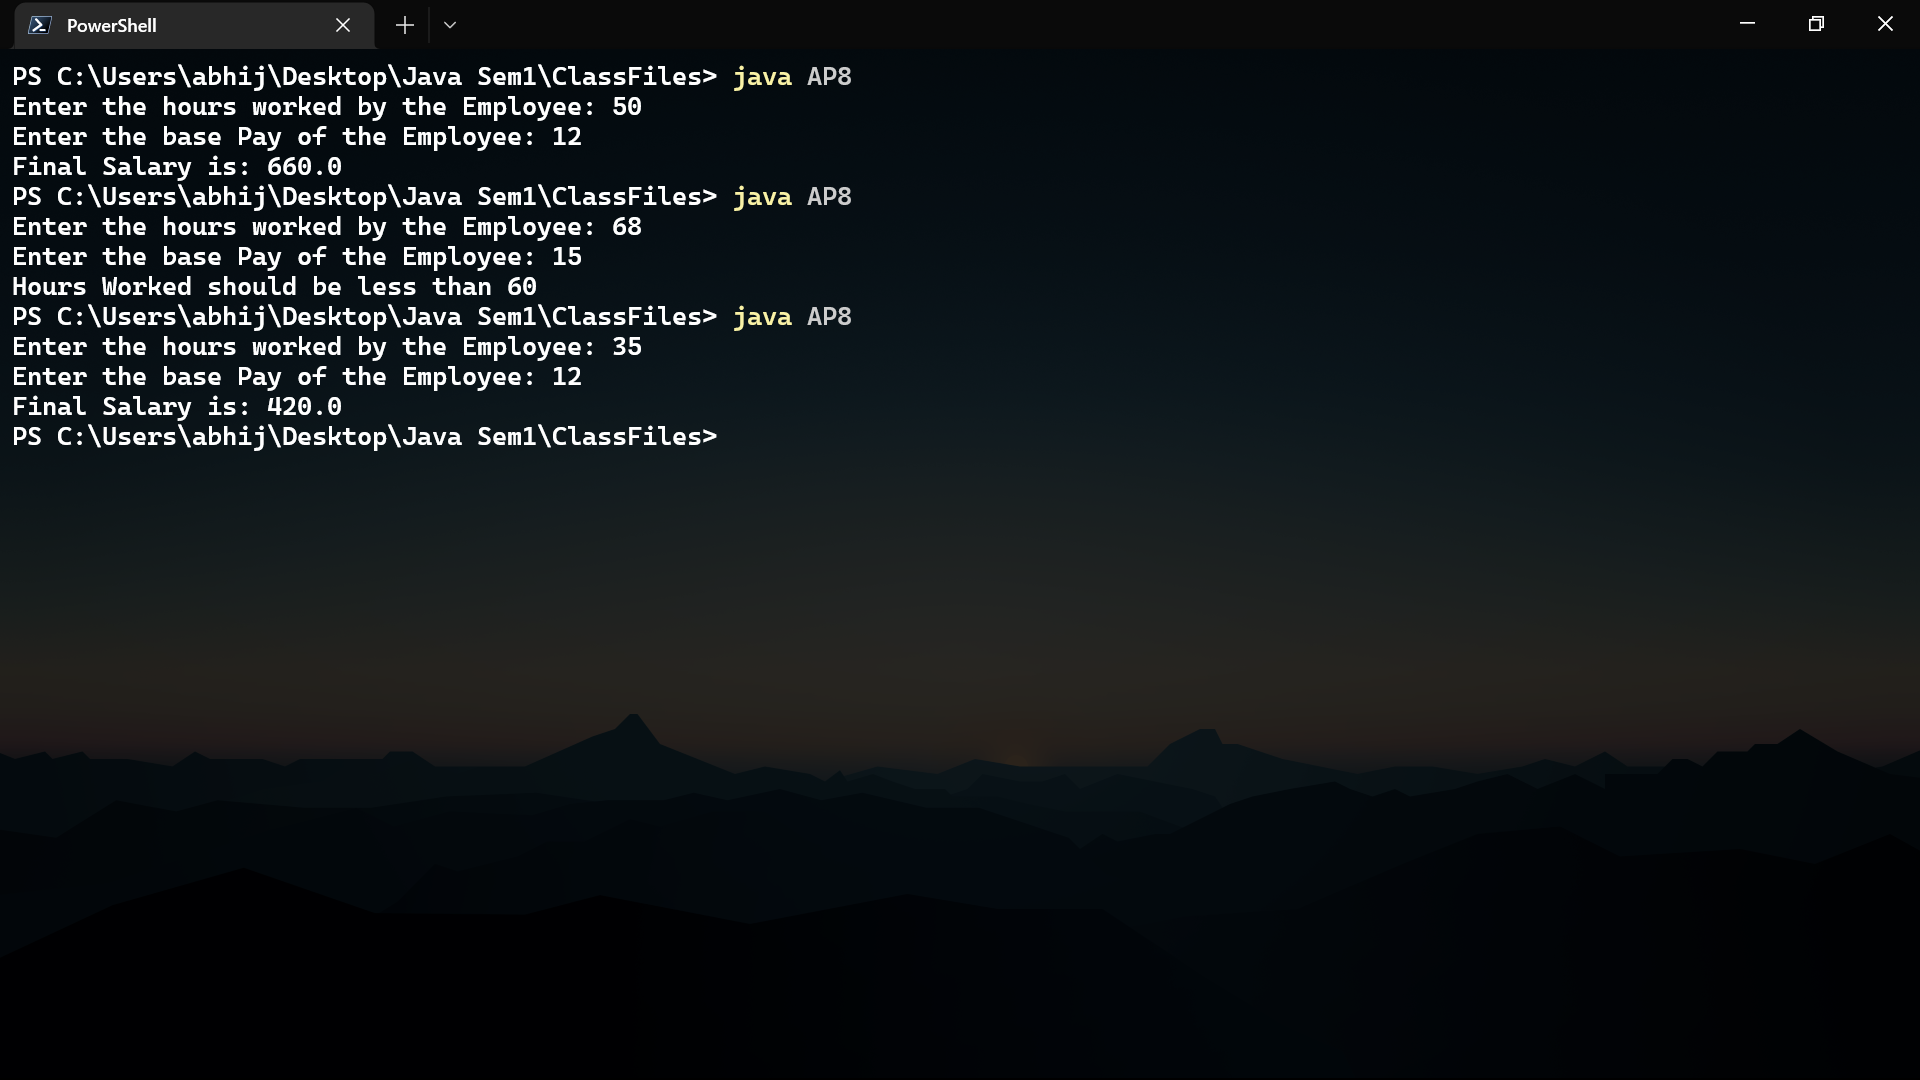 PowerShell
PS C:\Users\abhij\Desktop\Java Sem1\ClassFiles> java AP8
Enter the hours worked by the Employee: 50
Enter the base Pay of the Employee: 12
Final Salary is: 660.0
PS C:\Users\abhij\Desktop\Java Sem1\ClassFiles> java AP8
Enter the hours worked by the Employee: 68
Enter the base Pay of the Employee: 15
Hours Worked should be less than 60
PS C:\Users\abhij\Desktop\Java Sem1\ClassFiles> java AP8
Enter the hours worked by the Employee: 35
Enter the base Pay of the Employee: 12
Final Salary is: 420.0
PS C:\Users\abhij\Desktop\Java Sem1\ClassFiles>